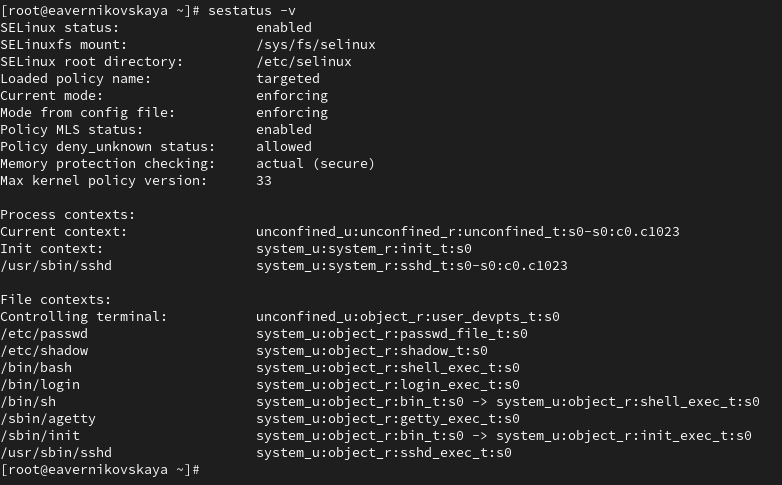 [root@eavernikovskaya ~]# sestatus -v
SELinux status:                 enabled
SELinuxfs mount:                /sys/fs/selinux
SELinux root directory:         /etc/selinux
Loaded policy name:             targeted
Current mode:                   enforcing
Mode from config file:          enforcing
Policy MLS status:              enabled
Policy deny_unknown status:     allowed
Memory protection checking:     actual (secure)
Max kernel policy version:      33

Process contexts:
Current context:                unconfined_u:unconfined_r:unconfined_t:s0-s0:c0.c1023
Init context:                   system_u:system_r:init_t:s0
/usr/sbin/sshd                  system_u:system_r:sshd_t:s0-s0:c0.c1023

File contexts:
Controlling terminal:           unconfined_u:object_r:user_devpts_t:s0
/etc/passwd                     system_u:object_r:passwd_file_t:s0
/etc/shadow                     system_u:object_r:shadow_t:s0
/bin/bash                       system_u:object_r:shell_exec_t:s0
/bin/login                      system_u:object_r:login_exec_t:s0
/bin/sh                         system_u:object_r:bin_t:s0 -> system_u:object_r:shell_exec_t:s0
/sbin/agetty                    system_u:object_r:getty_exec_t:s0
/sbin/init                      system_u:object_r:bin_t:s0 -> system_u:object_r:init_exec_t:s0
/usr/sbin/sshd                  system_u:object_r:sshd_exec_t:s0
[root@eavernikovskaya ~]#